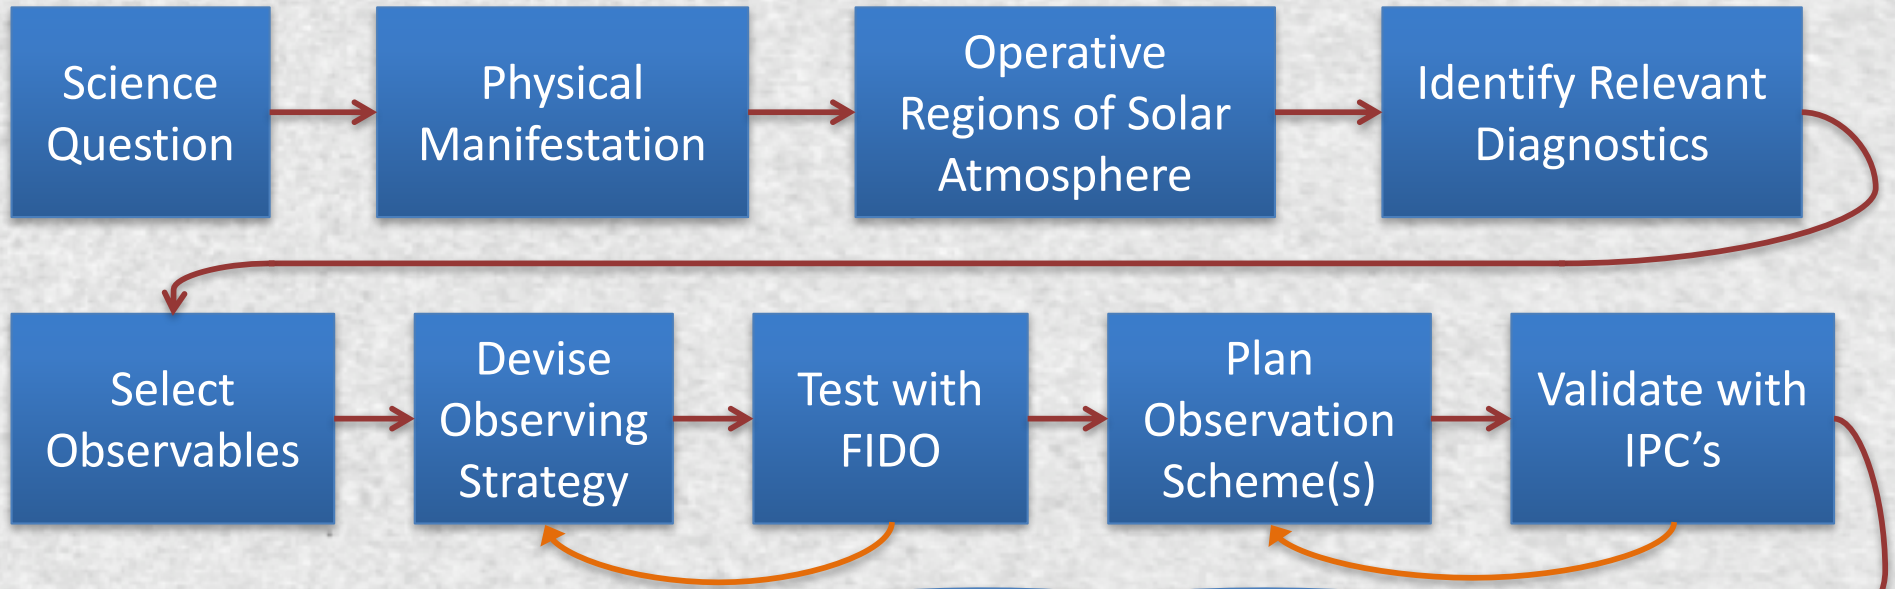 Science
Question
Physical
Manifestation
Operative
Regions of Solar
Atmosphere
Identify Relevant
Diagnostics
Select
Observables
Devise
Observing
Strategy
Test with
FIDO
Plan
Observation
Scheme(s)
Validate with
IPC’s